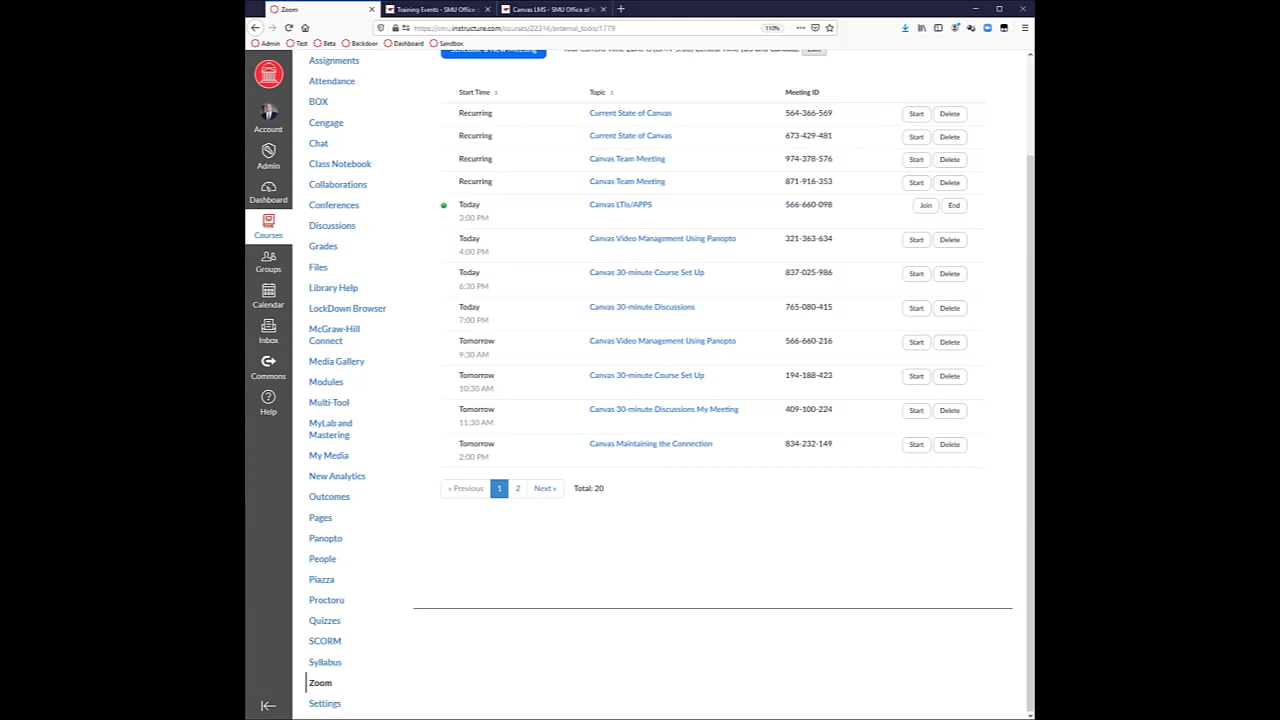 Zoom
Training Events - SMU Office
Canvas LMS - SMU Office of
https://smu.instructure.com/courses/22316/external_tools/1779
110%
Admin
Test
Beta
Backdoor
Dashboard
Sandbox
Account
Admin
Dashboard
Courses
Groups
Calendar
Inbox
Commons
Help
Assignments
Attendance
BOX
Cengage
Chat
Class Notebook
Collaborations
Conferences
Discussions
Grades
Files
Library Help
LockDown Browser
McGraw-Hill
Connect
Media Gallery
Modules
Multi-Tool
MyLab and
Mastering
My Media
New Analytics
Outcomes
Pages
Panopto
People
Piazza
Proctoru
Quizzes
SCORM
Syllabus
Zoom
Settings
Start Time Topic Meeting ID
Recurring Current State of Canvas 564-366-569 Start Delete
Recurring Current State of Canvas 673-429-481 Start Delete
Recurring Canvas Team Meeting 974-378-576 Start Delete
Recurring Canvas Team Meeting 871-916-353 Start Delete
Today Canvas LTIs/APPS 566-660-098 Join End
3:00 PM
Today Canvas Video Management Using Panopto 321-363-634 Start Delete
4:00 PM
Today Canvas 30-minute Course Set Up 837-025-986 Start Delete
6:30 PM
Today Canvas 30-minute Discussions 765-080-415 Start Delete
7:00 PM
Tomorrow Canvas Video Management Using Panopto 566-660-216 Start Delete
9:30 AM
Tomorrow Canvas 30-minute Course Set Up 194-188-423 Start Delete
10:30 AM
Tomorrow Canvas 30-minute Discussions My Meeting 409-100-224 Start Delete
11:30 AM
Tomorrow Canvas Maintaining the Connection 834-232-149 Start Delete
2:00 PM
« Previous 1 2 Next » Total: 20